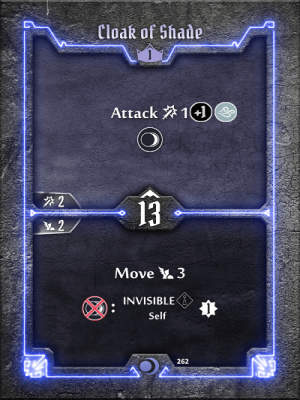 Cloak of Shade
1
Attack 1 +1
2
2
13
Move 3
: INVISIBLE
Self
262